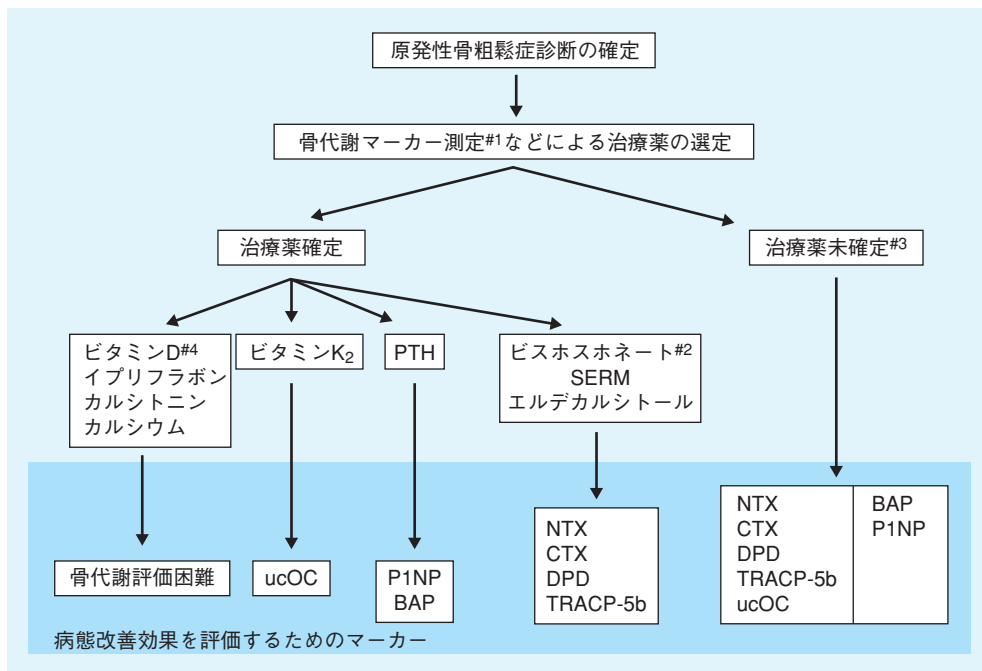 原発性骨粗鬆症診断の確定
骨代謝マーカー測定#1などによる治療薬の選定
治療薬確定
治療薬未確定#3
ビタミンD#4
イプリフラボン
カルシトニン
カルシウム
ビタミンK2
PTH
ビスホスホネート#2
SERM
エルデカルシトール
骨代謝評価困難
ucOC
P1NP
BAP
NTX
CTX
DPD
TRACP-5b
NTX
CTX
DPD
TRACP-5b
ucOC
BAP
P1NP
病態改善効果を評価するためのマーカー